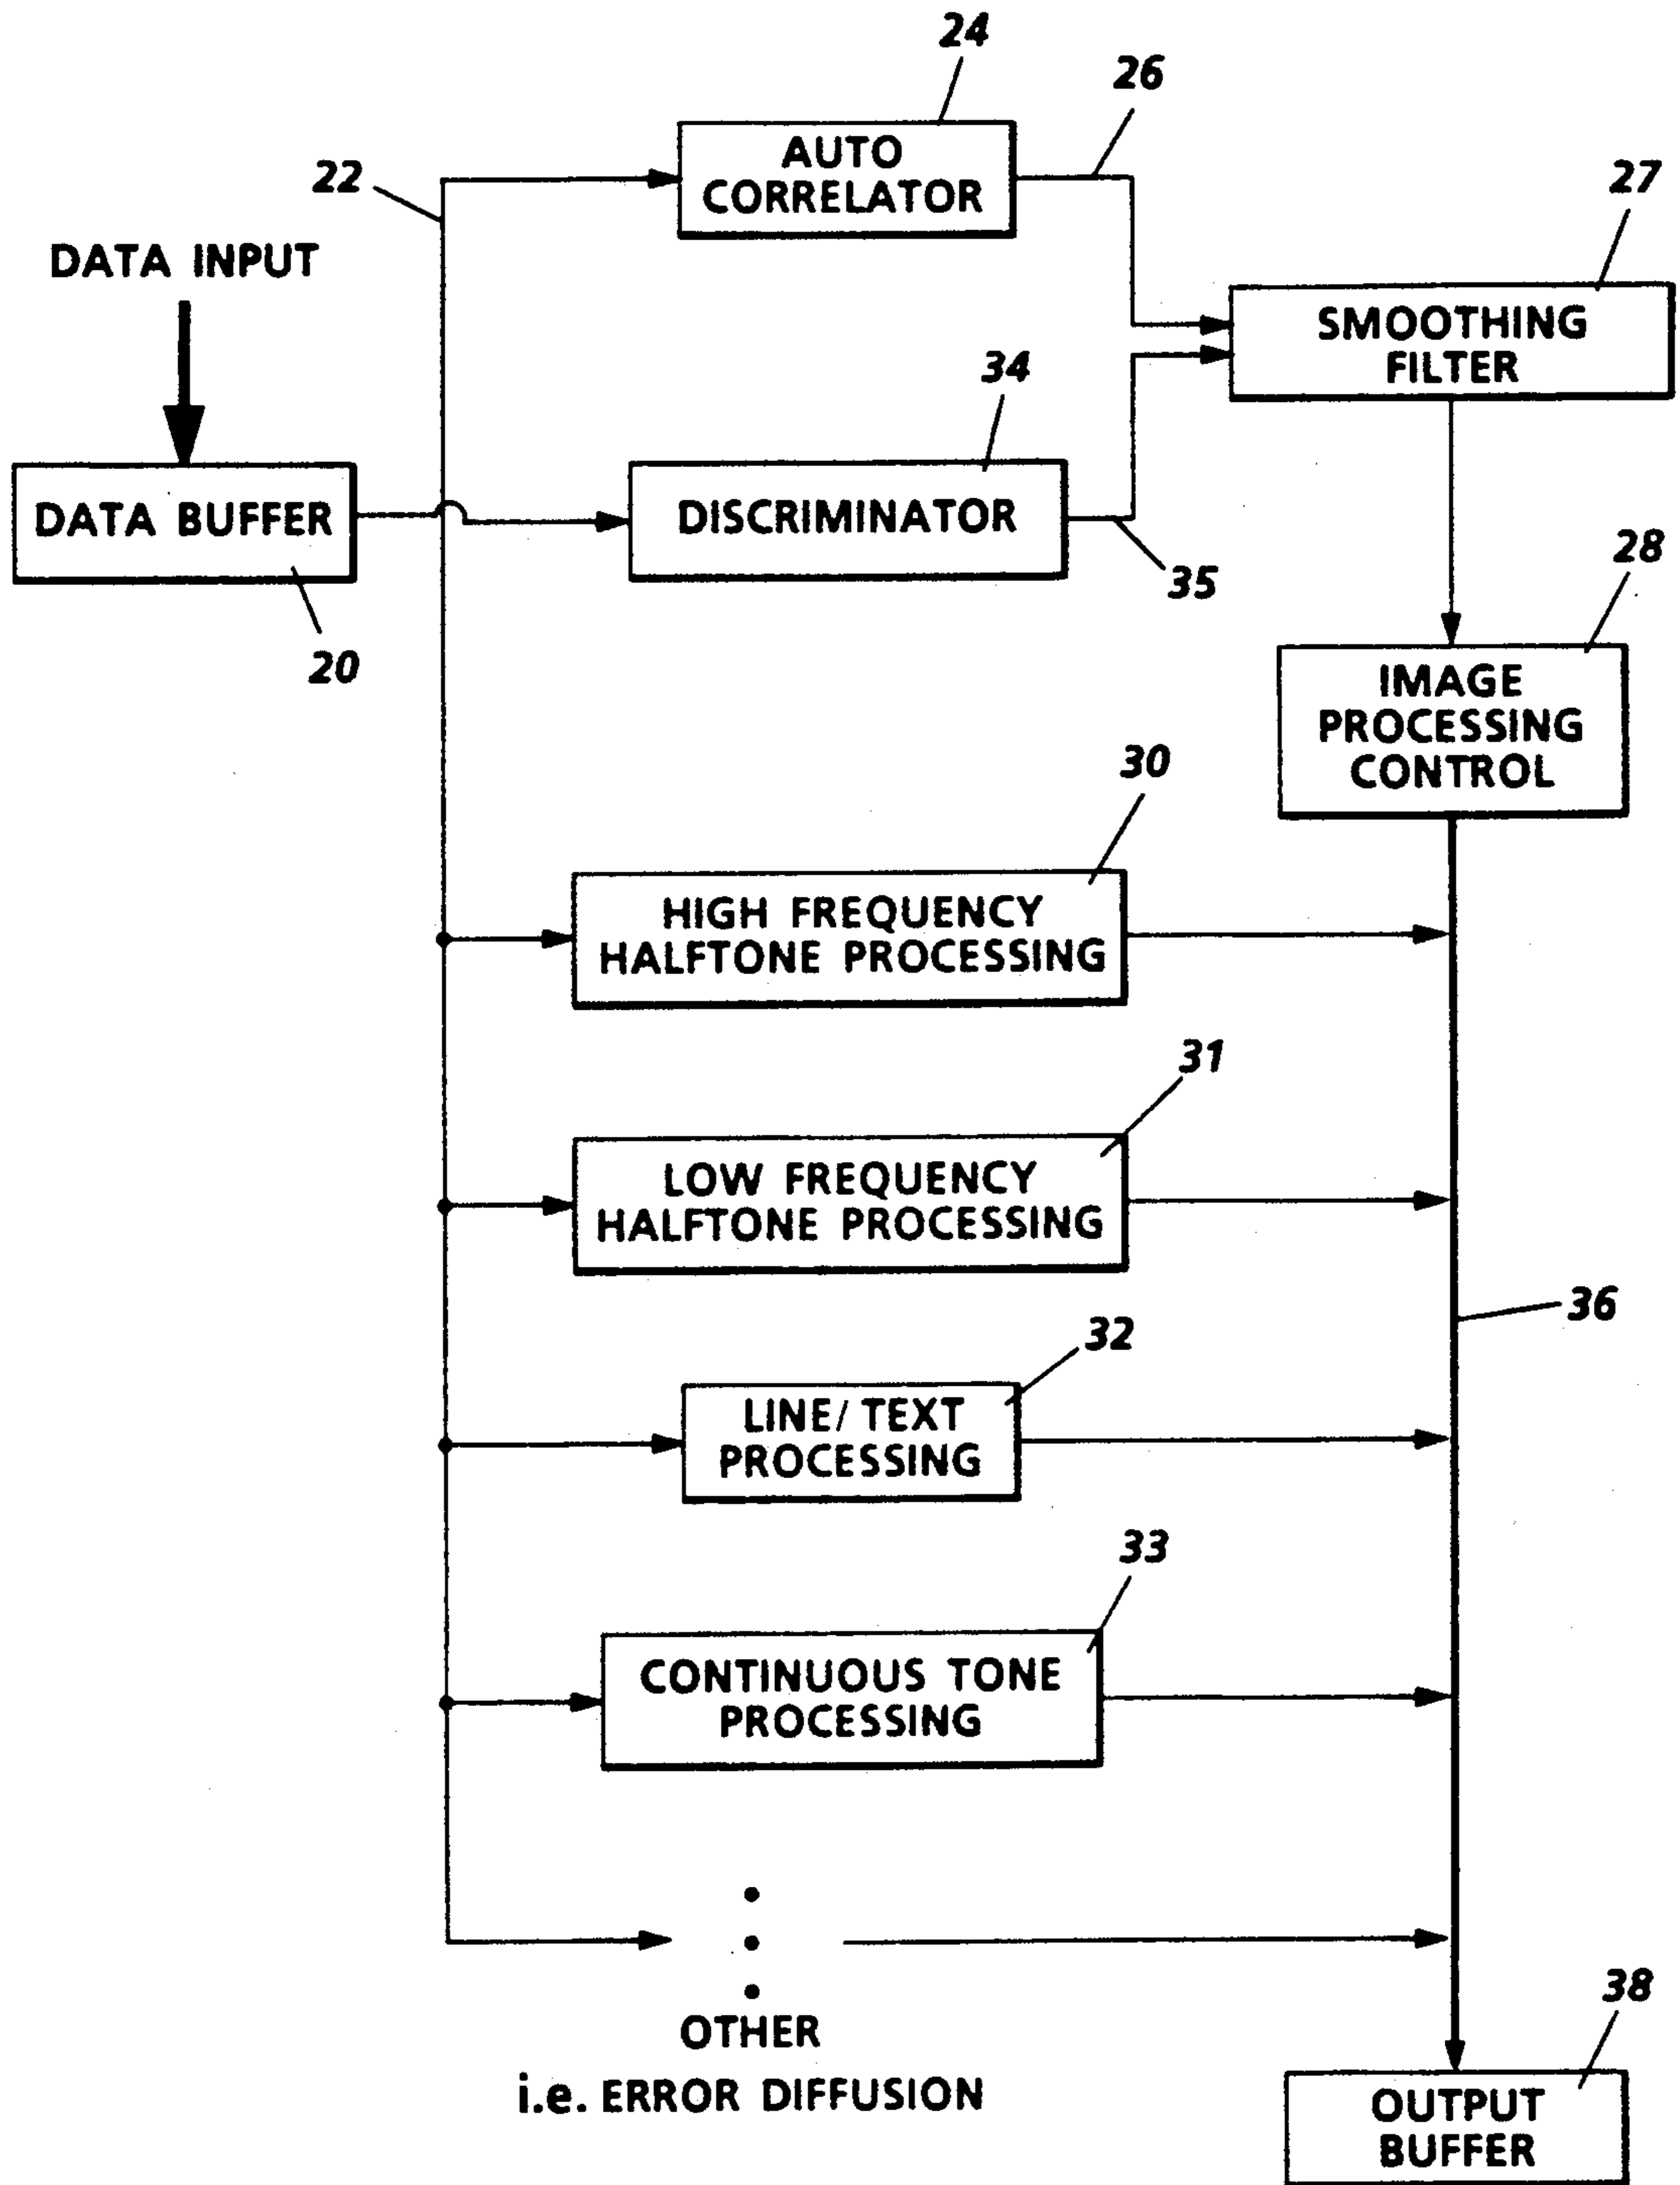 24
26
AUTO
CORRELATOR
22
27
DATA INPUT
SMOOTHING
FILTER
34
DATA BUFFER
DISCRIMINATOR
35
28
20
IMAGE
PROCESSING
CONTROL
30
HIGH FREQUENCY
HALFTONE PROCESSING
31
LOW FREQUENCY
HALFTONE PROCESSING
36
32
LINE/ TEXT
PROCESSING
33
CONTINUOUS TONE
PROCESSING
38
OTHER
i.e. ERROR DIFFUSION
OUTPUT
BUFFER